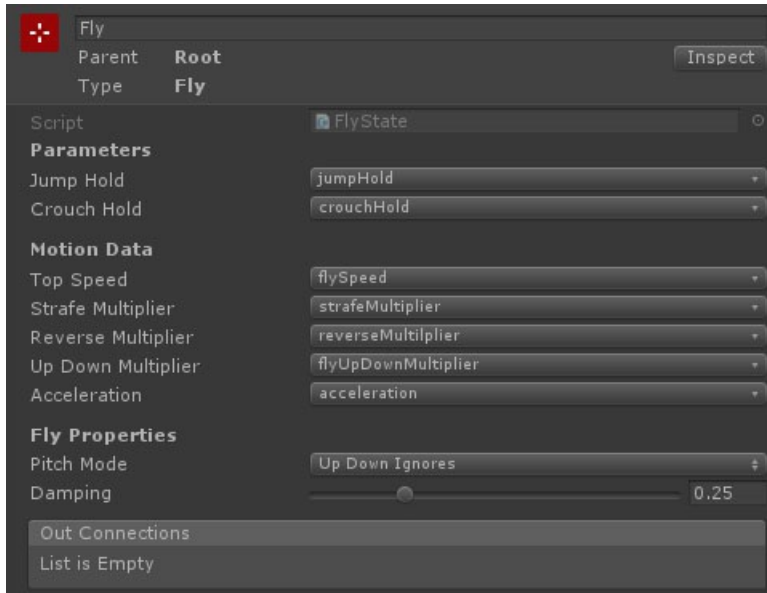 Fly
Parent Root Inspect
Type Fly
Script FlyState
Parameters
Jump Hold jumpHold
Crouch Hold crouchHold
Motion Data
Top Speed flySpeed
Strafe Multiplier strafeMultiplier
Reverse Multiplier reverseMultilplier
Up Down Multiplier flyUpDownMultiplier
Acceleration acceleration
Fly Properties
Pitch Mode Up Down Ignores
Damping 0.25
Out Connections
List is Empty